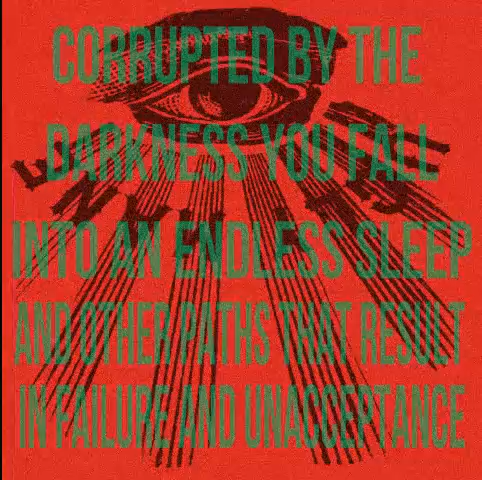 CORRUPTED BY THE
DARKNESS YOU FALL
INTO AN ENDLESS SLEEP
AND OTHER PATHS THAT RESULT
IN FAILURE AND UNACCEPTANCE